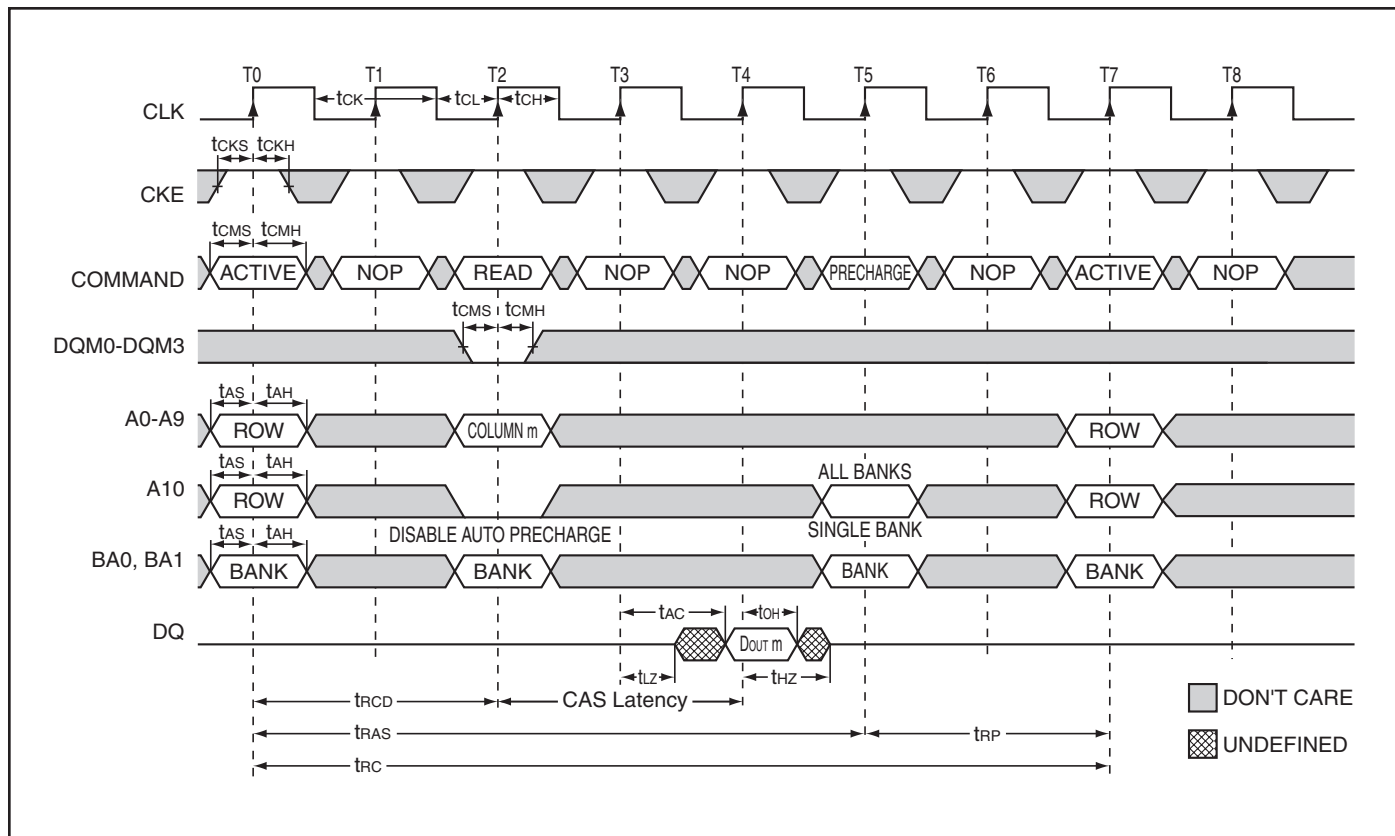 T0 T1 T2 T3 T4 T5 T6 T7 T8
CLK tCK tCL tCH
tCKS tCKH
CKE
tCMS tCMH
COMMAND ACTIVE NOP READ NOP NOP PRECHARGE NOP ACTIVE NOP
tCMS tCMH
DQM0-DQM3
tAS tAH
A0-A9 ROW COLUMN m ROW
tAS tAH ALL BANKS
A10 ROW ROW
tAS tAH DISABLE AUTO PRECHARGE SINGLE BANK
BA0, BA1 BANK BANK BANK BANK
tAC tOH
DQ DOUT m
tLZ tHZ
tRCD CAS Latency DON'T CARE
tRAS tRP UNDEFINED
tRC